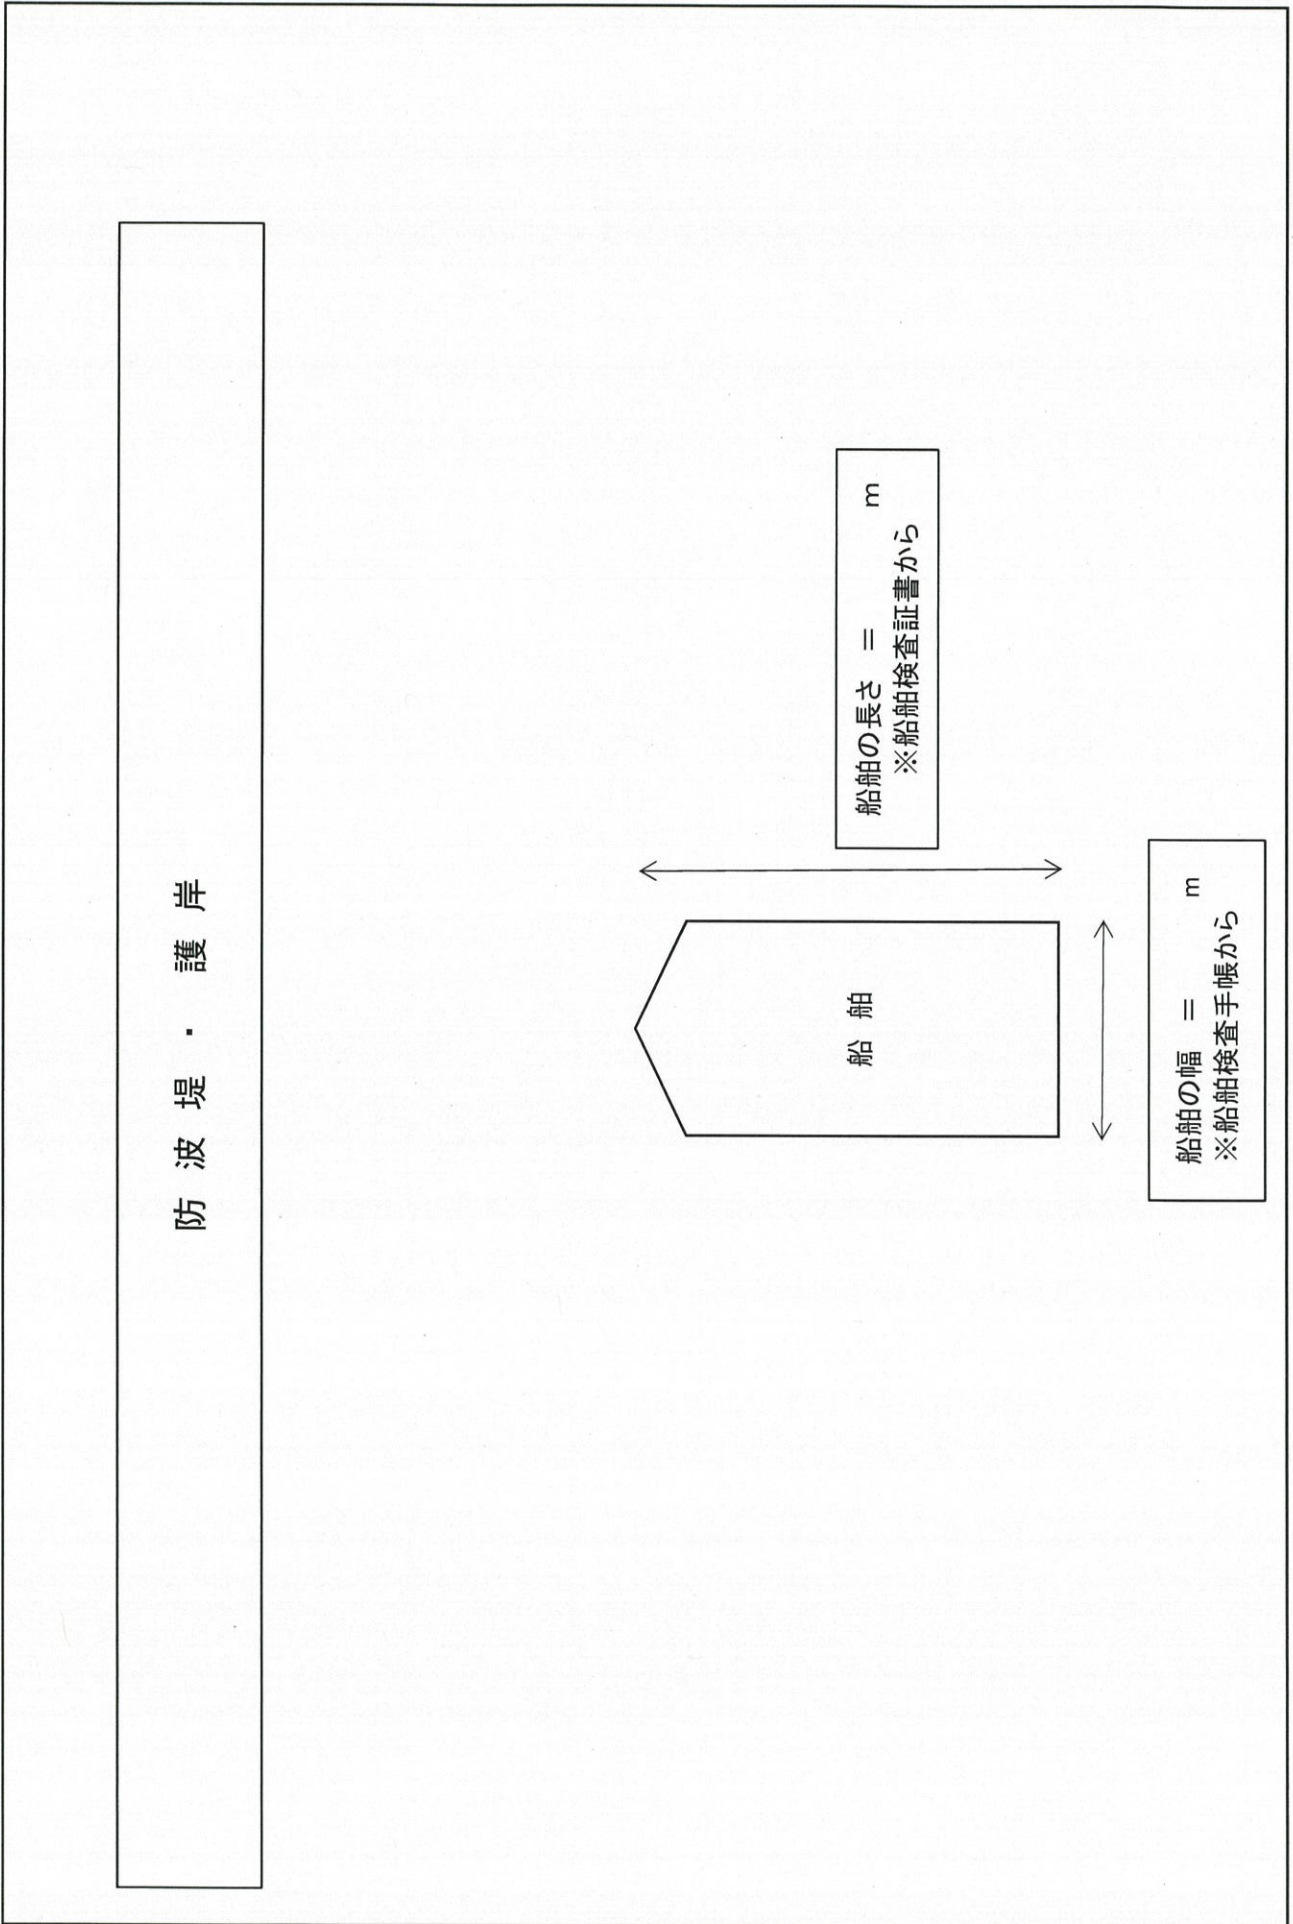 防 波 堤 ・ 護 岸
船 舶
船舶の長さ ＝ ｍ
※船舶検査証書から
船舶の幅 ＝ ｍ
※船舶検査手帳から